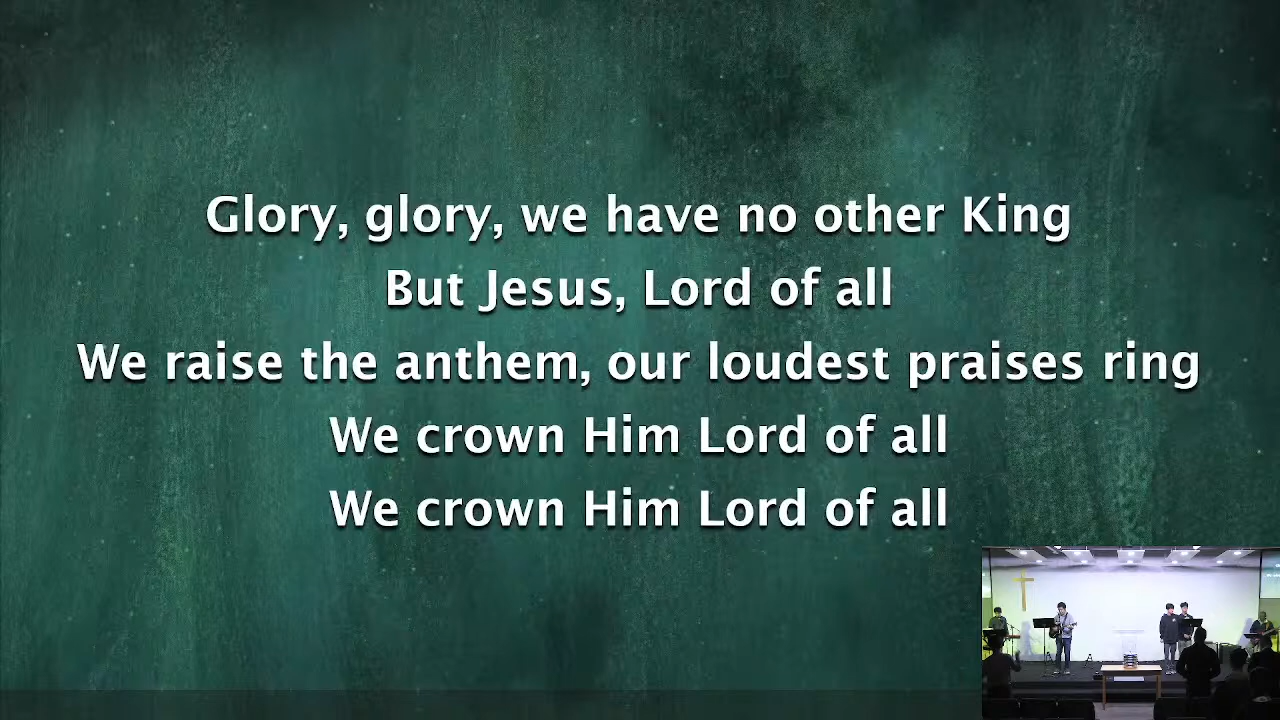 Glory, glory, we have no other King
But Jesus, Lord of all
We raise the anthem, our loudest praises ring
We crown Him Lord of all
We crown Him Lord of all